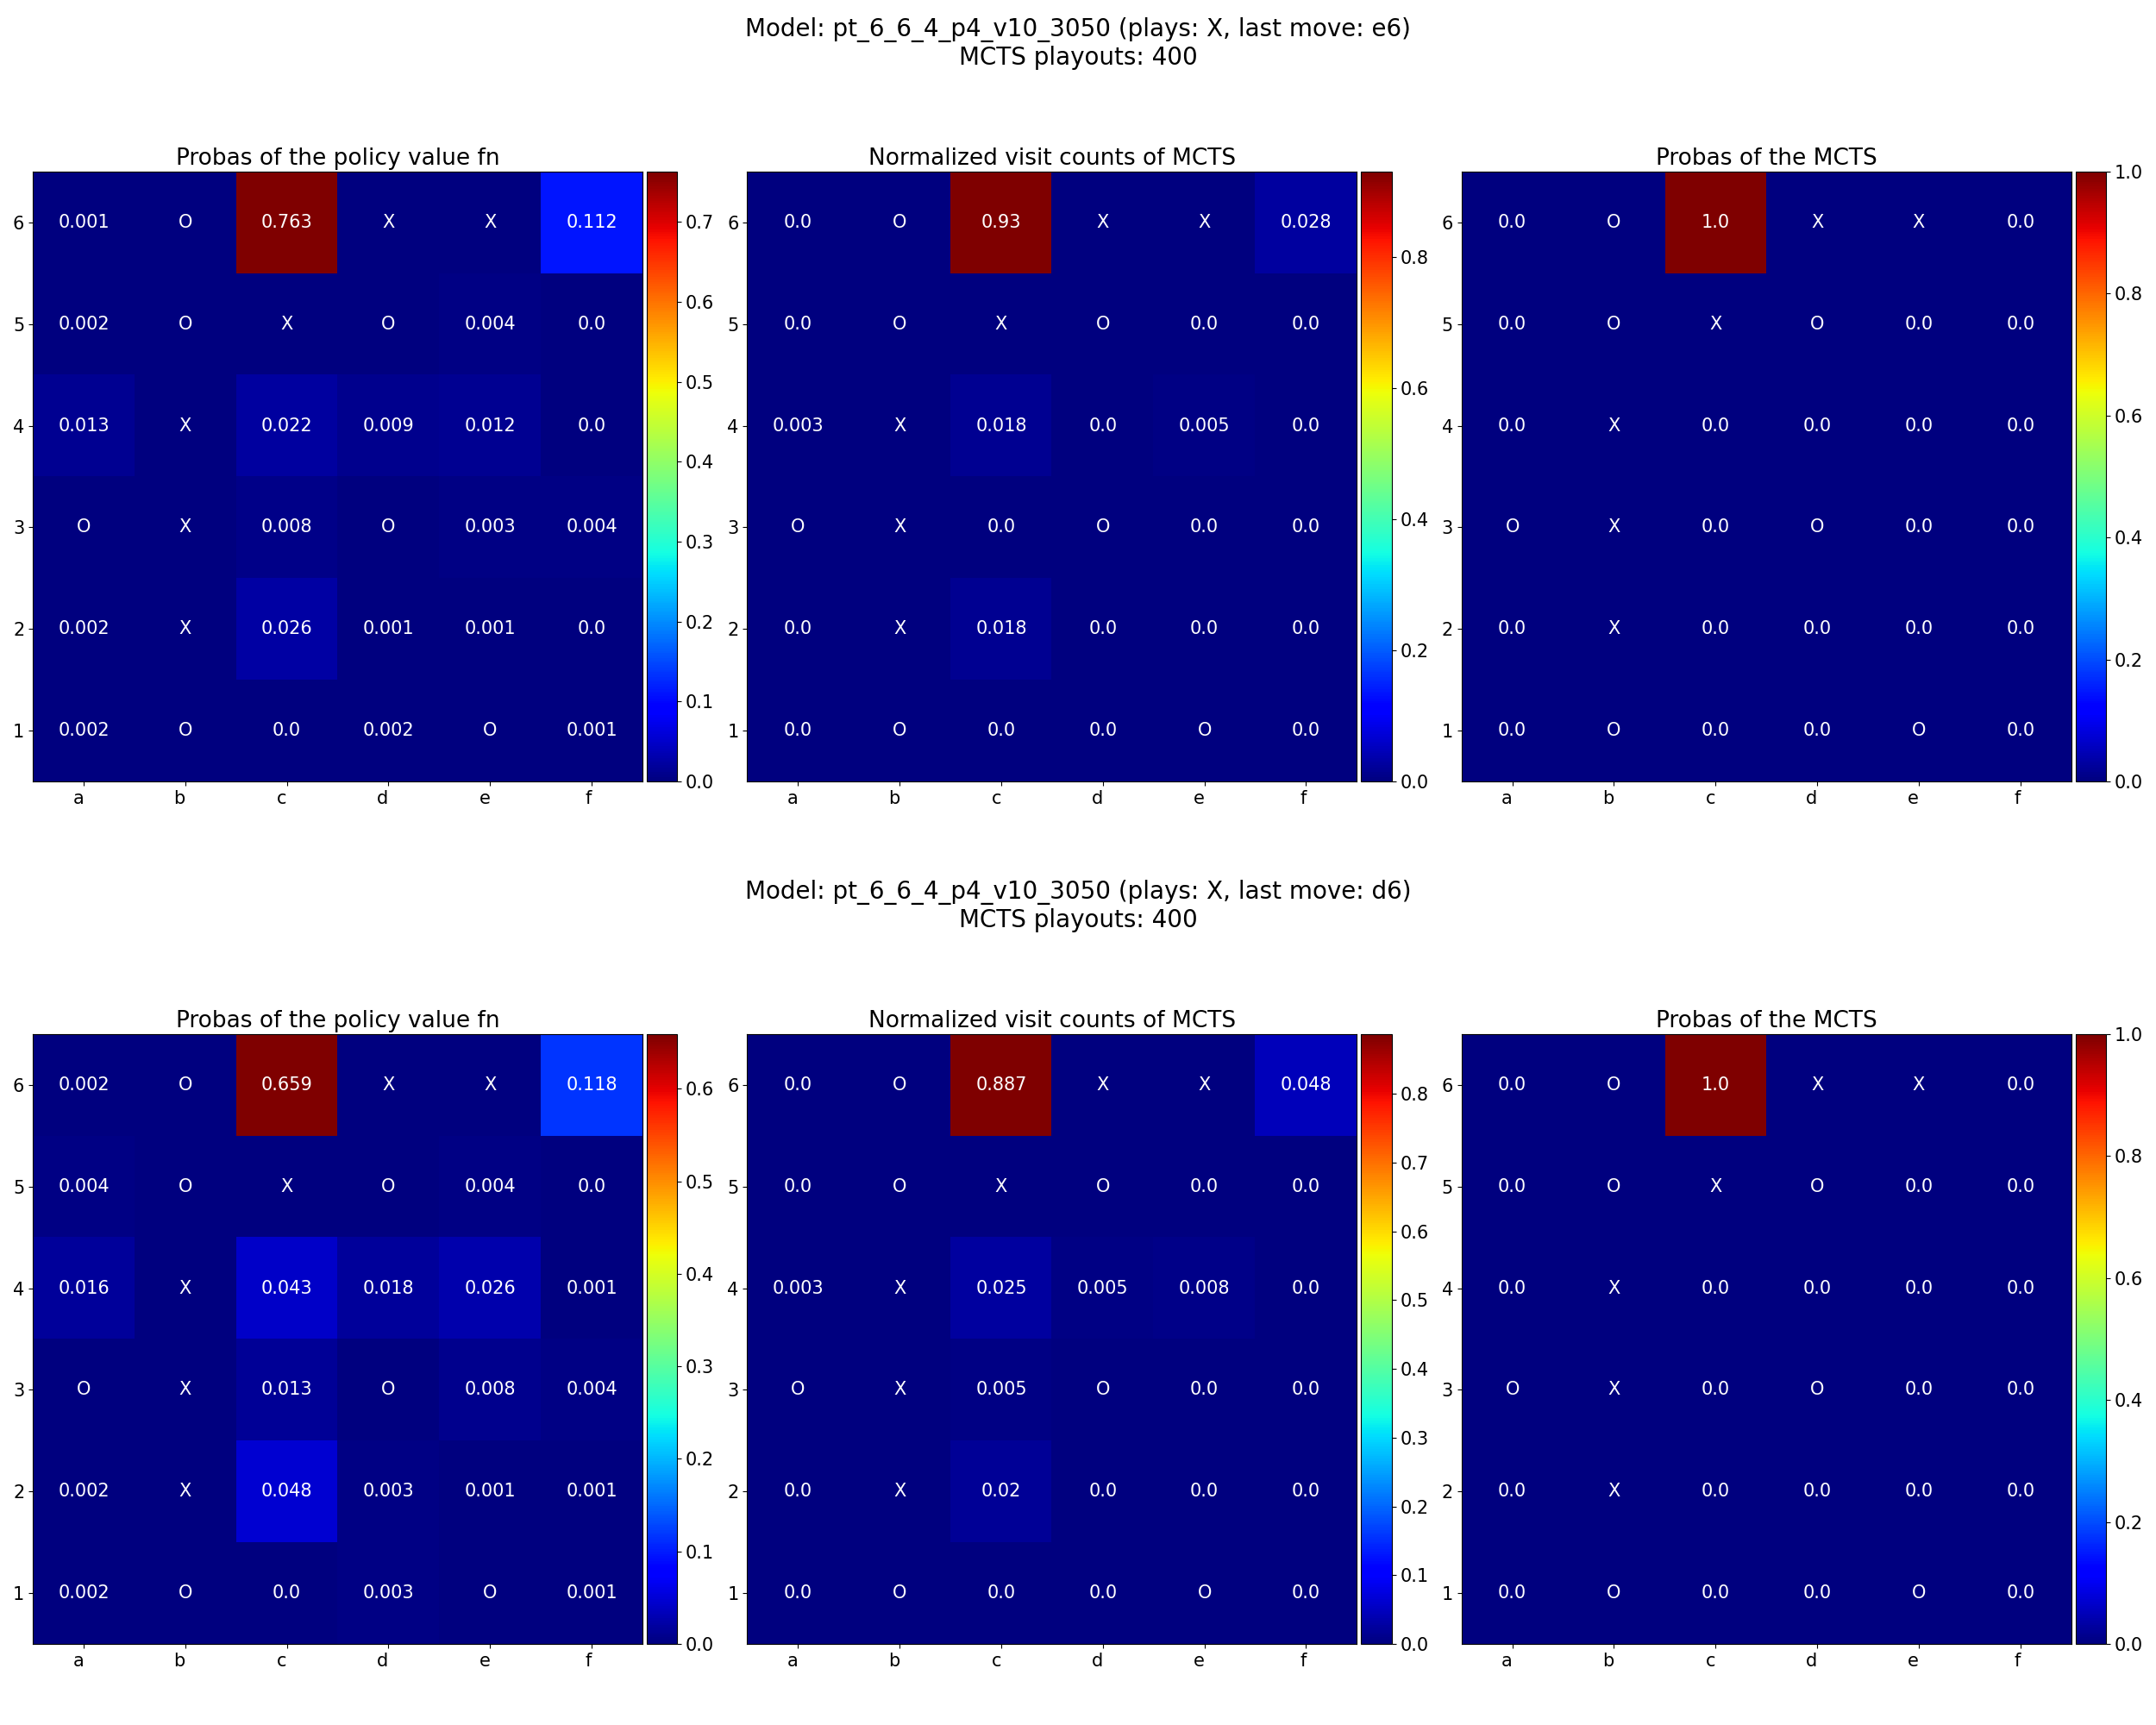 Model: pt_6_6_4_p4_v10_3050 (plays: X, last move: e6)
MCTS playouts: 400
Probas of the policy value fn
6 0.001 O 0.763 X X 0.112
5 0.002 O X O 0.004 0.0
4 0.013 X 0.022 0.009 0.012 0.0
3 O X 0.008 O 0.003 0.004
2 0.002 X 0.026 0.001 0.001 0.0
1 0.002 O 0.0 0.002 O 0.001
a b c d e f
0.7
0.6
0.5
0.4
0.3
0.2
0.1
0.0
Normalized visit counts of MCTS
6 0.0 O 0.93 X X 0.028
5 0.0 O X O 0.0 0.0
4 0.003 X 0.018 0.0 0.005 0.0
3 O X 0.0 O 0.0 0.0
2 0.0 X 0.018 0.0 0.0 0.0
1 0.0 O 0.0 0.0 O 0.0
a b c d e f
0.8
0.6
0.4
0.2
0.0
Probas of the MCTS
6 0.0 O 1.0 X X 0.0
5 0.0 O X O 0.0 0.0
4 0.0 X 0.0 0.0 0.0 0.0
3 O X 0.0 O 0.0 0.0
2 0.0 X 0.0 0.0 0.0 0.0
1 0.0 O 0.0 0.0 O 0.0
a b c d e f
1.0
0.8
0.6
0.4
0.2
0.0
Model: pt_6_6_4_p4_v10_3050 (plays: X, last move: d6)
MCTS playouts: 400
Probas of the policy value fn
6 0.002 O 0.659 X X 0.118
5 0.004 O X O 0.004 0.0
4 0.016 X 0.043 0.018 0.026 0.001
3 O X 0.013 O 0.008 0.004
2 0.002 X 0.048 0.003 0.001 0.001
1 0.002 O 0.0 0.003 O 0.001
a b c d e f
0.6
0.5
0.4
0.3
0.2
0.1
0.0
Normalized visit counts of MCTS
6 0.0 O 0.887 X X 0.048
5 0.0 O X O 0.0 0.0
4 0.003 X 0.025 0.005 0.008 0.0
3 O X 0.005 O 0.0 0.0
2 0.0 X 0.02 0.0 0.0 0.0
1 0.0 O 0.0 0.0 O 0.0
a b c d e f
0.8
0.7
0.6
0.5
0.4
0.3
0.2
0.1
0.0
Probas of the MCTS
6 0.0 O 1.0 X X 0.0
5 0.0 O X O 0.0 0.0
4 0.0 X 0.0 0.0 0.0 0.0
3 O X 0.0 O 0.0 0.0
2 0.0 X 0.0 0.0 0.0 0.0
1 0.0 O 0.0 0.0 O 0.0
a b c d e f
1.0
0.8
0.6
0.4
0.2
0.0